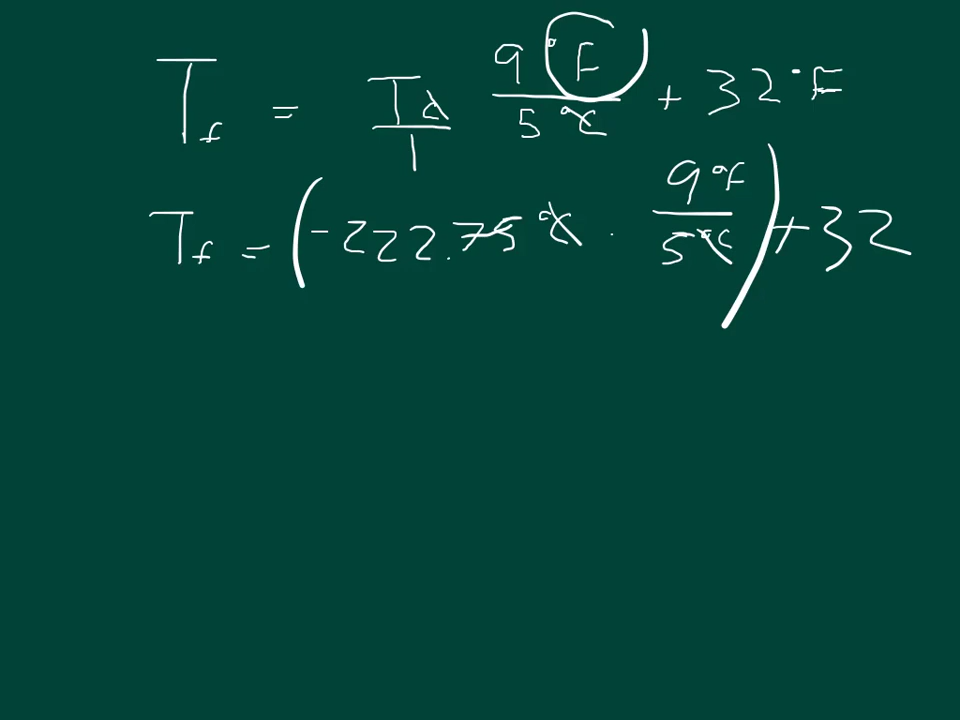 T_f = T_c/1 9°F/5°C + 32°F
T_f = (-222.75°C · 9°F/5°C) + 32